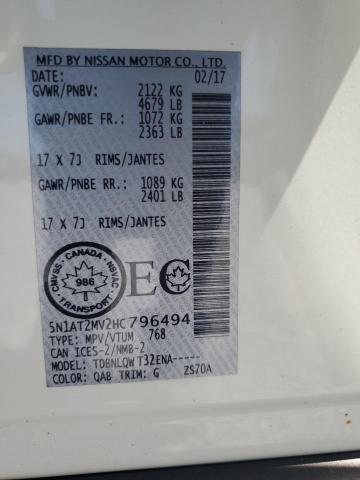 MFD BY NISSAN MOTOR CO., LTD.
DATE: 02/17
GVWR/PNBV: 2122 KG
4679 LB
GAWR/PNBE FR.: 1072 KG
2363 LB
17 X 7J RIMS/JANTES
GAWR/PNBE RR.: 1089 KG
2401 LB
17 X 7J RIMS/JANTES
CANADA
CMVSS NSVAC
986
TRANSPORT
EC
5N1AT2MV2HC796494
TYPE: MPV/VTUM 768
CAN ICES-2/NMB-2
MODEL: TDBNLQWT32ENA-----
COLOR: QAB TRIM: G ZS70A